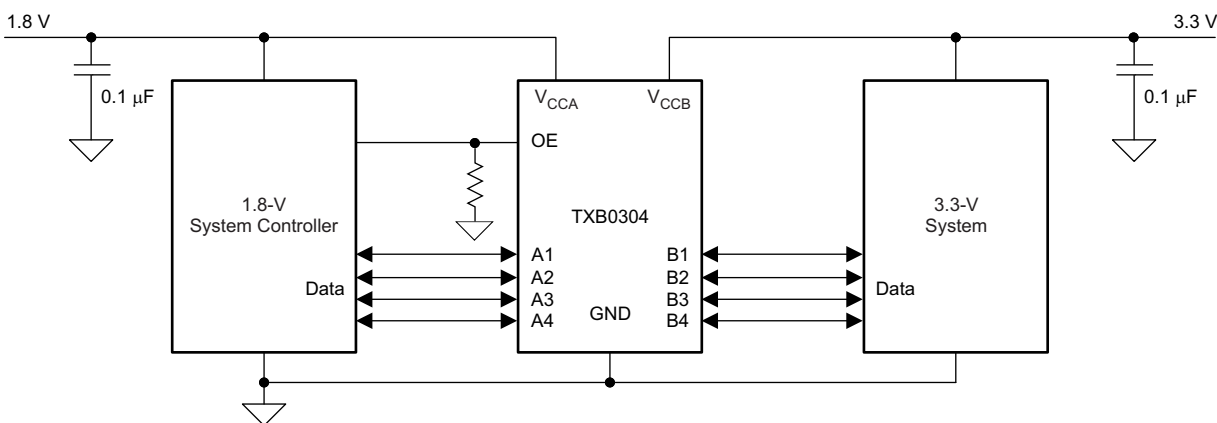 1.8 V
3.3 V
0.1 μF
VCCA
VCCB
0.1 μF
OE
1.8-V
System Controller
TXB0304
3.3-V
System
A1
B1
A2
B2
Data
A3
B3
Data
GND
A4
B4